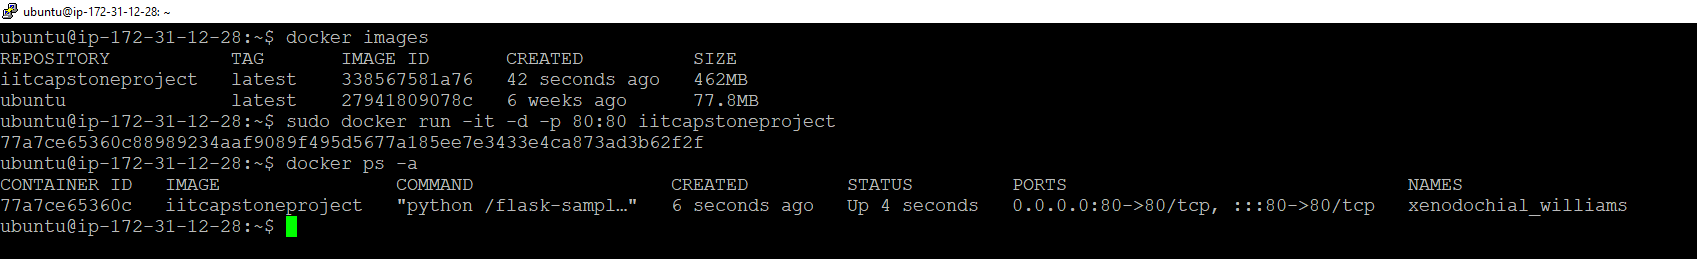 ubuntu@ip-172-31-12-28: ~
ubuntu@ip-172-31-12-28:~$ docker images
REPOSITORY TAG IMAGE ID CREATED SIZE
iitcapstoneproject latest 338567581a76 42 seconds ago 462MB
ubuntu latest 27941809078c 6 weeks ago 77.8MB
ubuntu@ip-172-31-12-28:~$ sudo docker run -it -d -p 80:80 iitcapstoneproject
77a7ce65360c88989234aaf9089f495d5677a185ee7e3433e4ca873ad3b62f2f
ubuntu@ip-172-31-12-28:~$ docker ps -a
CONTAINER ID IMAGE COMMAND CREATED STATUS PORTS NAMES
77a7ce65360c iitcapstoneproject "python /flask-sampl…" 6 seconds ago Up 4 seconds 0.0.0.0:80->80/tcp, :::80->80/tcp xenodochial_williams
ubuntu@ip-172-31-12-28:~$